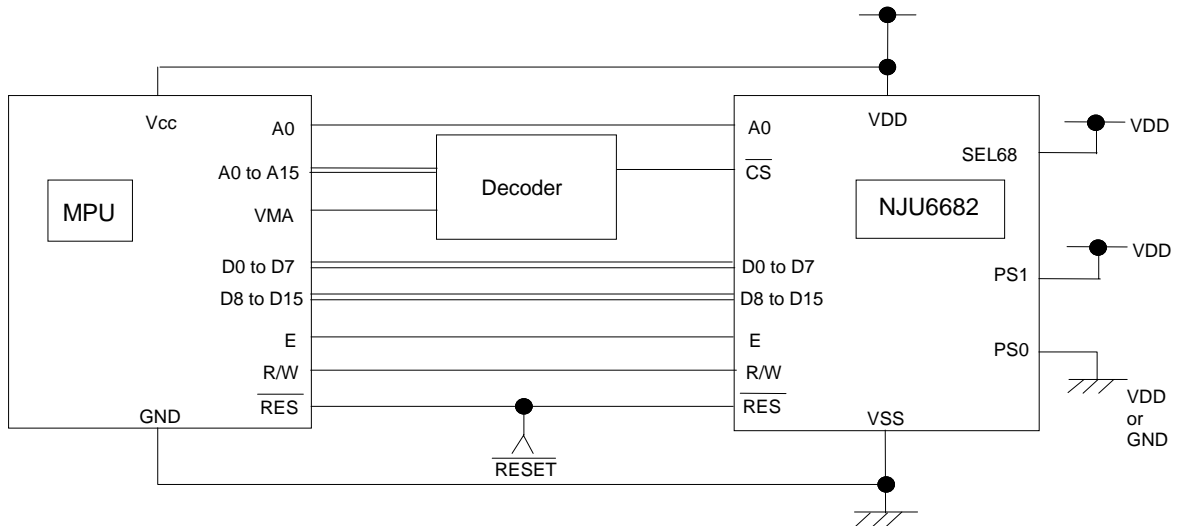 Vcc
A0
A0 to A15
VMA
MPU
D0 to D7
D8 to D15
E
R/W
RES
GND
Decoder
RESET
VDD
A0
CS
NJU6682
D0 to D7
D8 to D15
E
R/W
RES
VSS
SEL68
VDD
PS1
VDD
PS0
VDD
or
GND